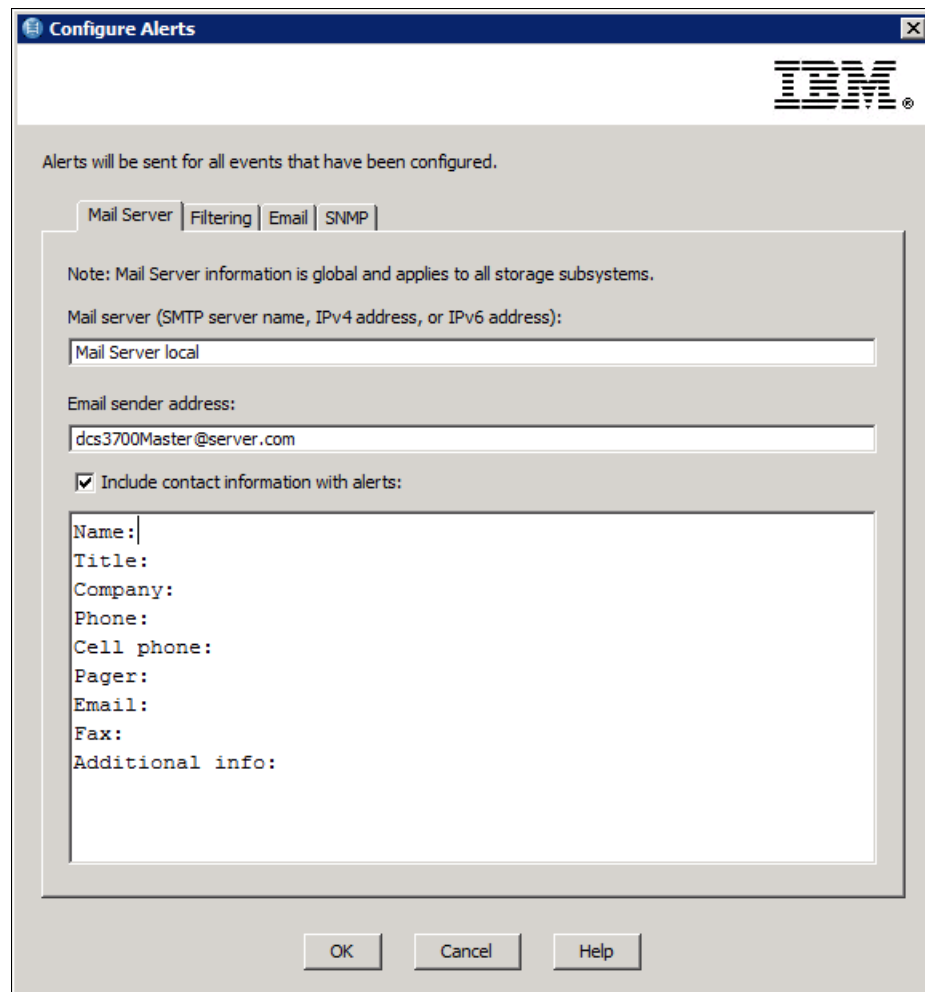 Configure Alerts
IBM®
Alerts will be sent for all events that have been configured.
Mail Server Filtering Email SNMP
Note: Mail Server information is global and applies to all storage subsystems.
Mail server (SMTP server name, IPv4 address, or IPv6 address):
Mail Server local
Email sender address:
dcs3700Master@server.com
Include contact information with alerts:
Name:
Title:
Company:
Phone:
Cell phone:
Pager:
Email:
Fax:
Additional info:
OK Cancel Help